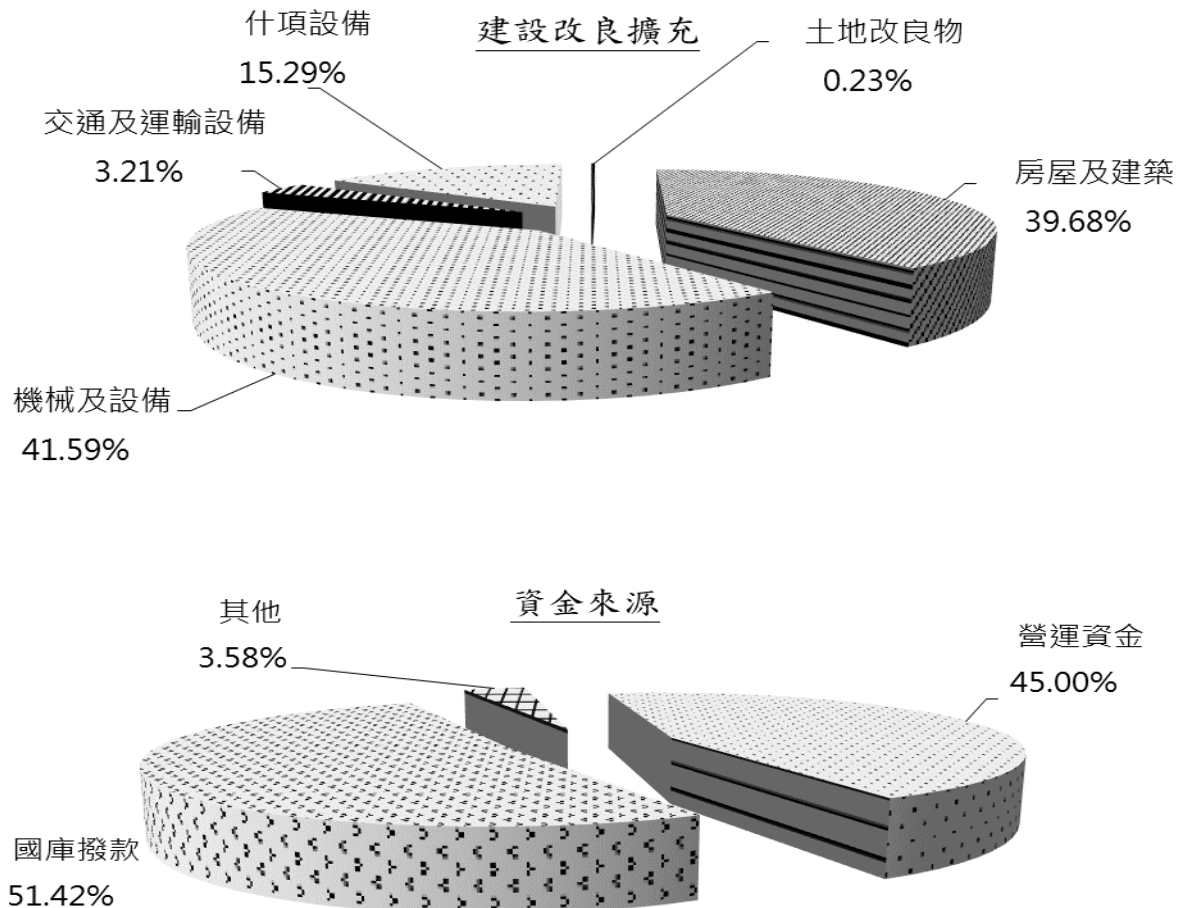 建設改良擴充
什項設備
15.29%
土地改良物
0.23%
交通及運輸設備
3.21%
房屋及建築
39.68%
機械及設備
41.59%
資金來源
其他
3.58%
營運資金
45.00%
國庫撥款
51.42%